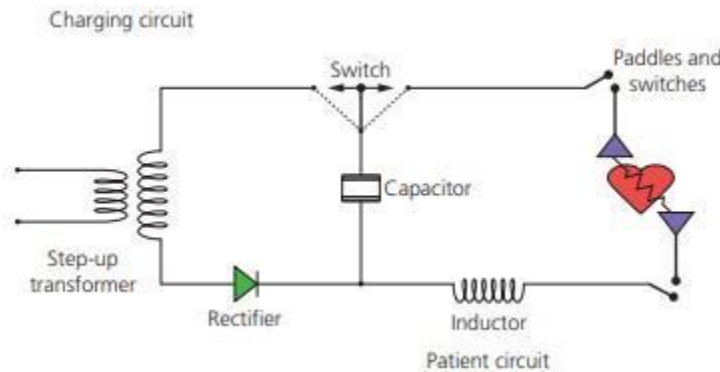 Charging circuit
Switch
Paddles and
switches
Capacitor
Step-up
transformer
Rectifier
Inductor
Patient circuit